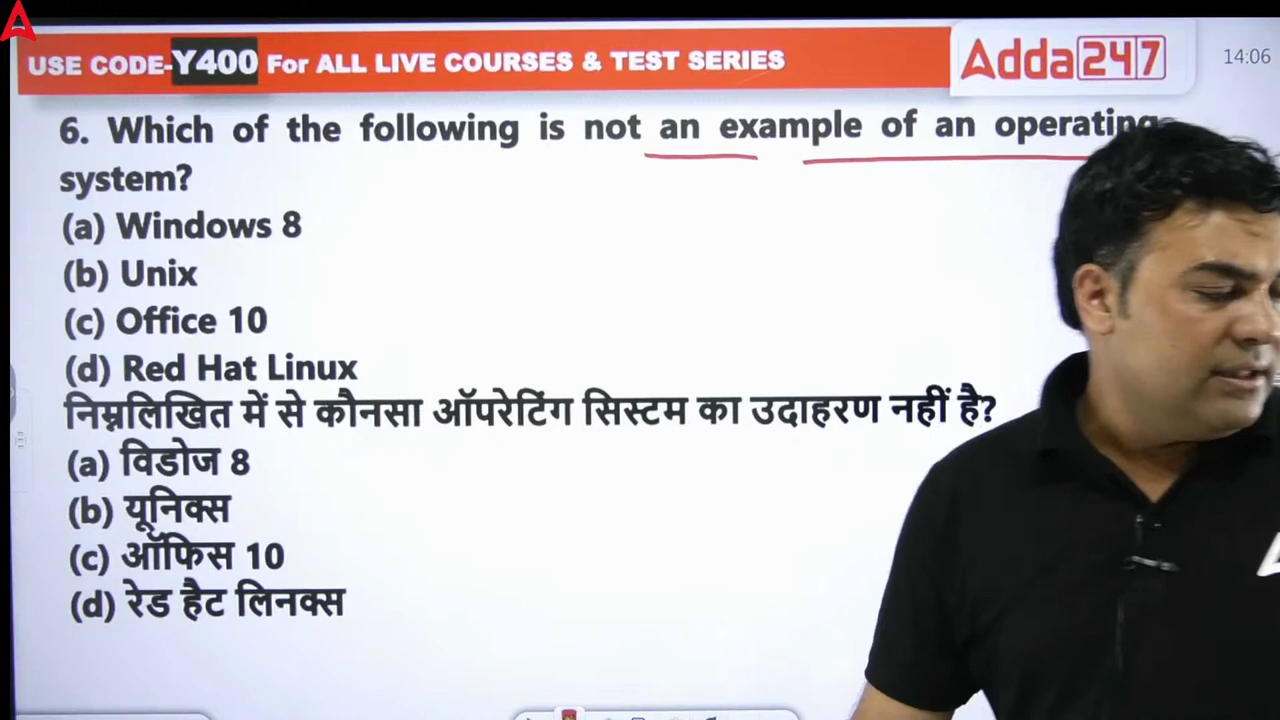 USE CODE-Y400 For ALL LIVE COURSES & TEST SERIES
Adda247
14:06
6. Which of the following is not an example of an operating
system?
(a) Windows 8
(b) Unix
(c) Office 10
(d) Red Hat Linux
निम्नलिखित में से कौनसा ऑपरेटिंग सिस्टम का उदाहरण नहीं है?
(a) विडोज 8
(b) यूनिक्स
(c) ऑफिस 10
(d) रेड हैट लिनक्स